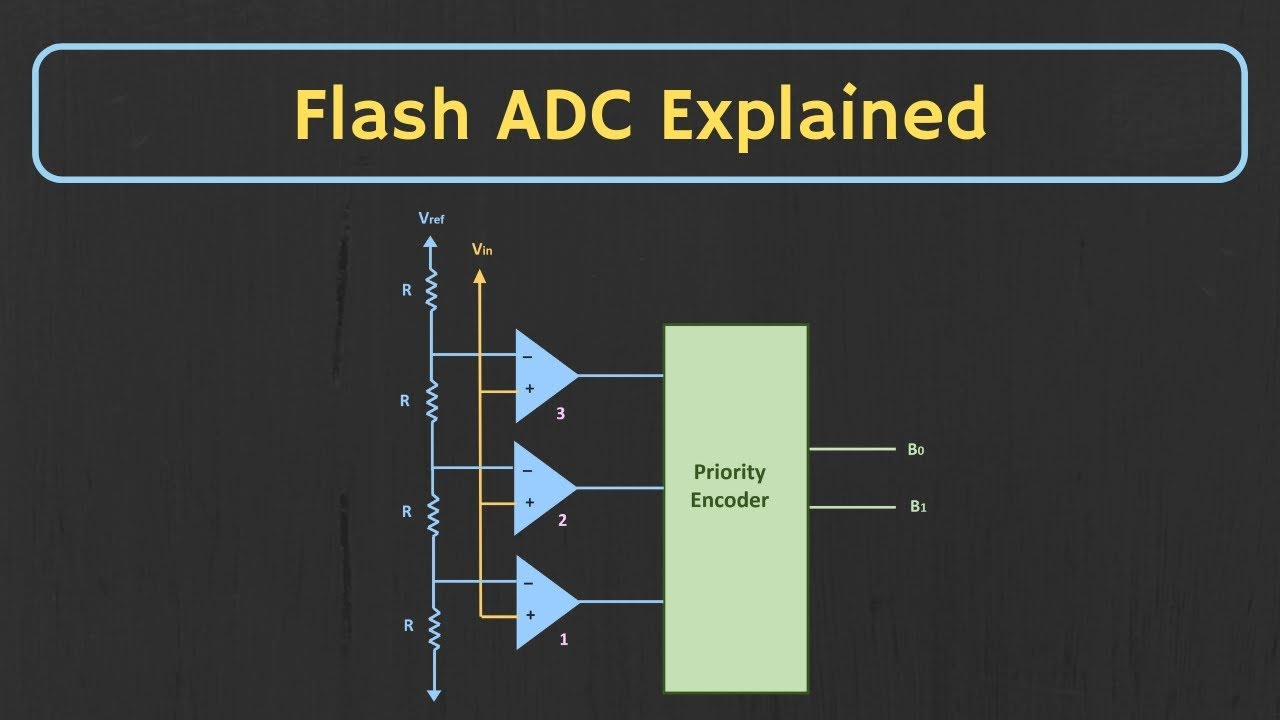 Flash ADC Explained
Vref
Vin
R
−
+
3
R
−
+
2
Priority
Encoder
B0
B1
R
−
+
1
R